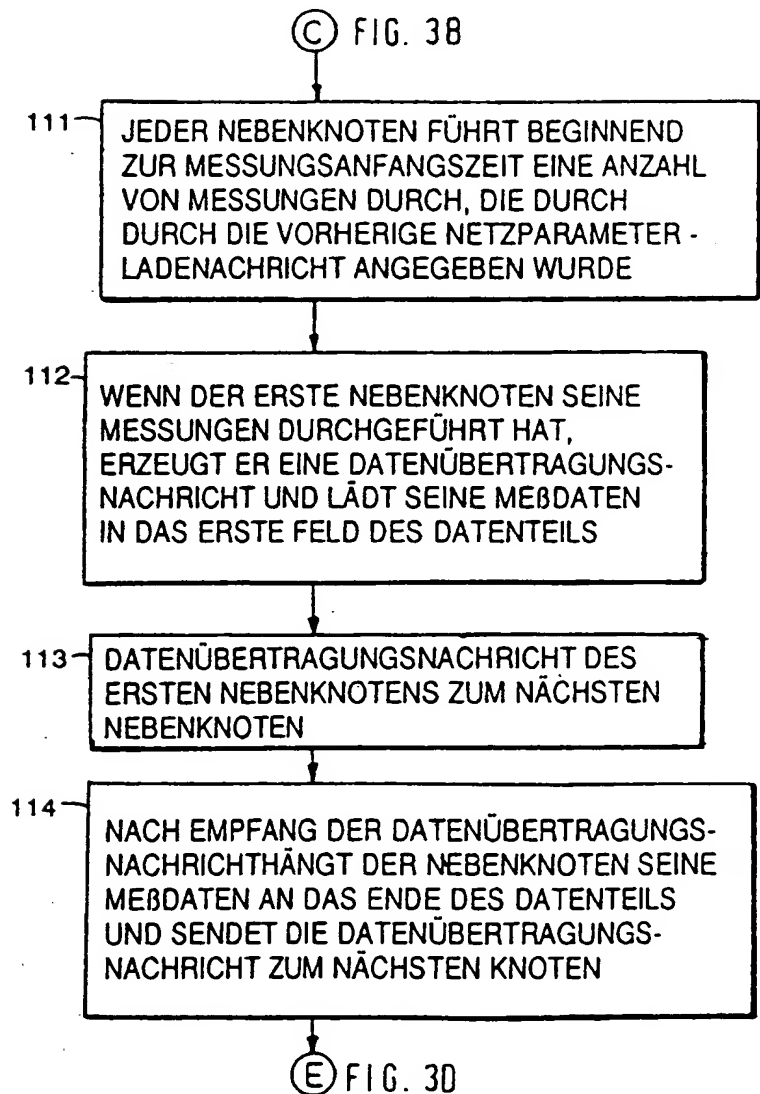 C FIG. 3B
111
JEDER NEBENKNOTEN FÜHRT BEGINNEND
ZUR MESSUNGSANFANGSZEIT EINE ANZAHL
VON MESSUNGEN DURCH, DIE DURCH
DURCH DIE VORHERIGE NETZPARAMETER -
LADENACHRICHT ANGEGEBEN WURDE
112
WENN DER ERSTE NEBENKNOTEN SEINE
MESSUNGEN DURCHGEFÜHRT HAT,
ERZEUGT ER EINE DATENÜBERTRAGUNGS-
NACHRICHT UND LÄDT SEINE MEßDATEN
IN DAS ERSTE FELD DES DATENTEILS
113
DATENÜBERTRAGUNGSNACHRICHT DES
ERSTEN NEBENKNOTENS ZUM NÄCHSTEN
NEBENKNOTEN
114
NACH EMPFANG DER DATENÜBERTRAGUNGS-
NACHRICHTHÄNGT DER NEBENKNOTEN SEINE
MEßDATEN AN DAS ENDE DES DATENTEILS
UND SENDET DIE DATENÜBERTRAGUNGS-
NACHRICHT ZUM NÄCHSTEN KNOTEN
E FIG. 3D